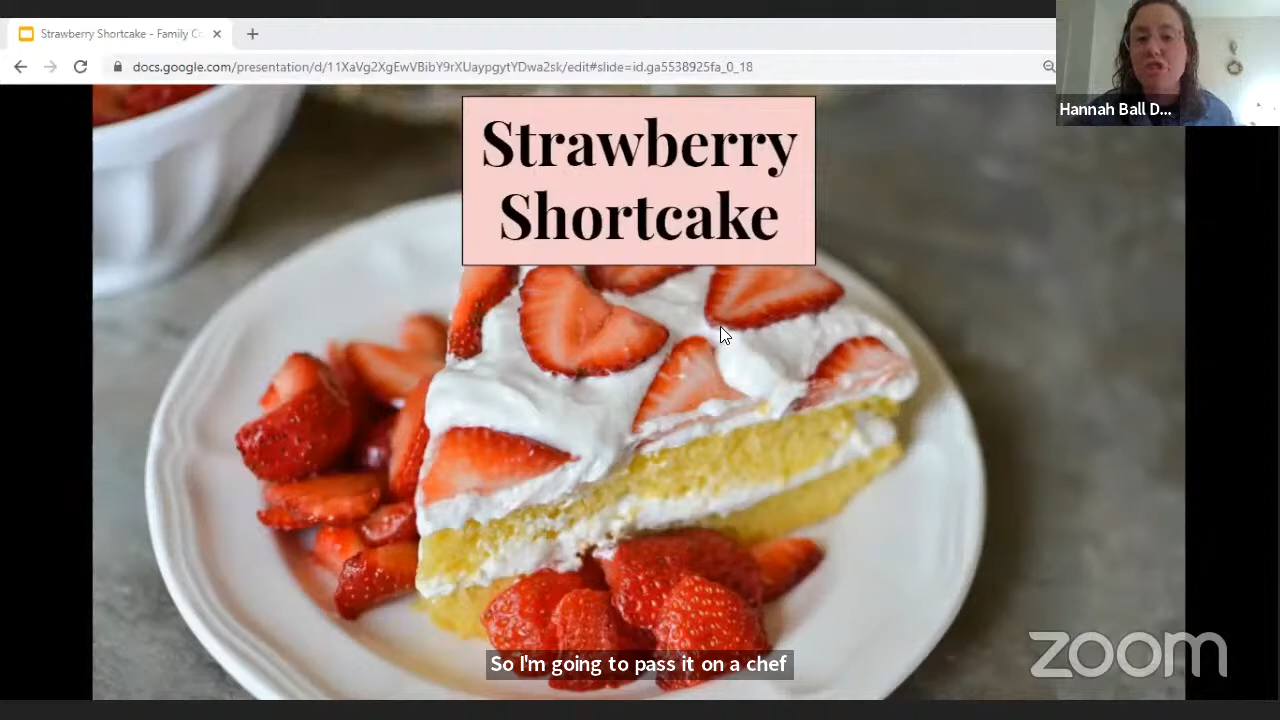 Strawberry Shortcake - Family Co
docs.google.com/presentation/d/11XaVg2XgEwVBibY9rXUaypgytYDwa2sk/edit#slide=id.ga5538925fa_0_18
Hannah Ball D...
Strawberry
Shortcake
So I'm going to pass it on a chef
zoom